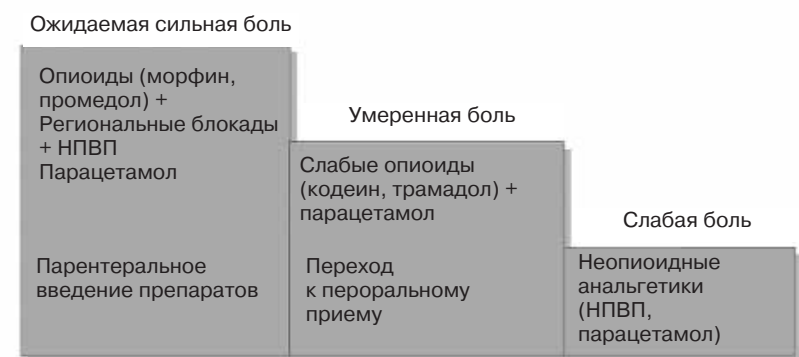 Ожидаемая сильная боль
Опиоиды (морфин,
промедол) +
Региональные блокады
+ НПВП
Парацетамол
Парентеральное
введение препаратов
Умеренная боль
Слабые опиоиды
(кодеин, трамадол) +
парацетамол
Переход
к пероральному
приему
Слабая боль
Неопиоидные
анальгетики
(НПВП,
парацетамол)